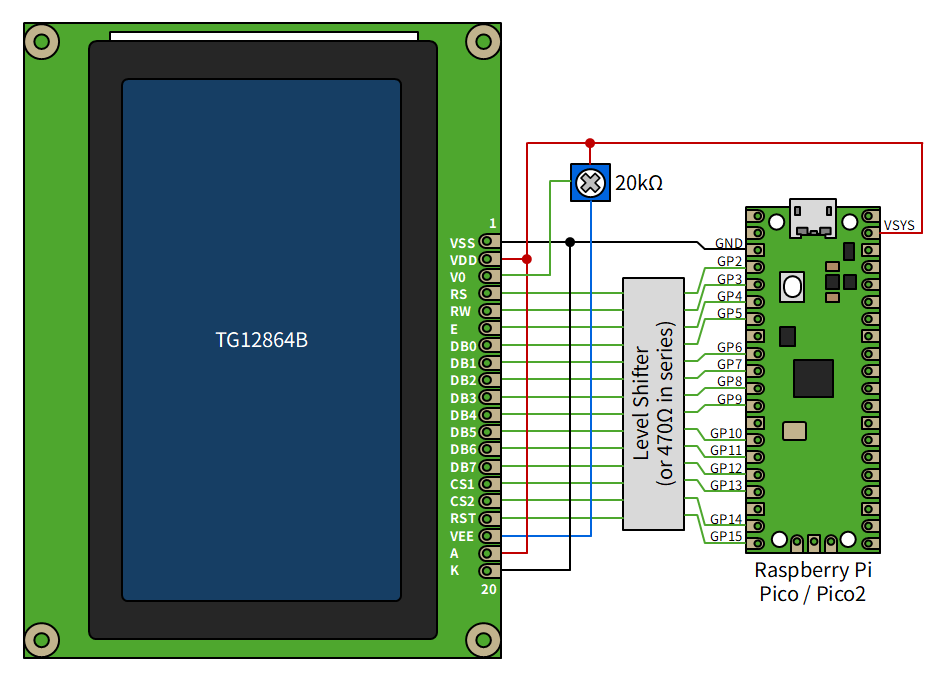 TG12864B
1
VSS
VDD
V0
RS
RW
E
DB0
DB1
DB2
DB3
DB4
DB5
DB6
DB7
CS1
CS2
RST
VEE
A
K
20
20kΩ
Level Shifter
(or 470Ω in series)
VSYS
GND
GP2
GP3
GP4
GP5
GP6
GP7
GP8
GP9
GP10
GP11
GP12
GP13
GP14
GP15
Raspberry Pi
Pico / Pico2